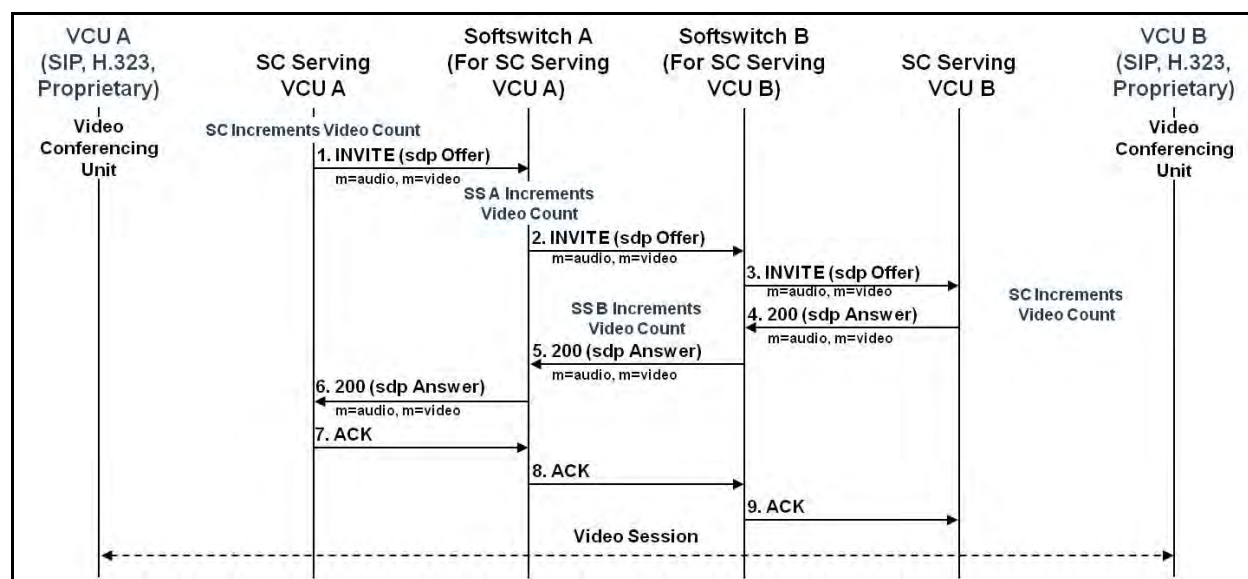 VCU A
(SIP, H.323,
Proprietary)
SC Serving
VCU A
Softswitch A
(For SC Serving
VCU A)
Softswitch B
(For SC Serving
VCU B)
SC Serving
VCU B
VCU B
(SIP, H.323,
Proprietary)
Video
Conferencing
Unit
SC Increments Video Count
Video
Conferencing
Unit
1. INVITE (sdp Offer)
m=audio, m=video
SS A Increments
Video Count
2. INVITE (sdp Offer)
m=audio, m=video
3. INVITE (sdp Offer)
m=audio, m=video
SC Increments
Video Count
SS B Increments
Video Count
4. 200 (sdp Answer)
m=audio, m=video
5. 200 (sdp Answer)
m=audio, m=video
6. 200 (sdp Answer)
m=audio, m=video
7. ACK
8. ACK
9. ACK
Video Session